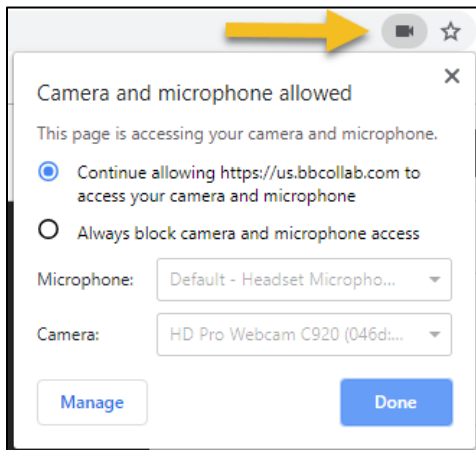 Camera and microphone allowed
This page is accessing your camera and microphone.
Continue allowing https://us.bbcollab.com to
access your camera and microphone
Always block camera and microphone access
Microphone: Default - Headset Micropho...
Camera: HD Pro Webcam C920 (046d:...
Manage Done